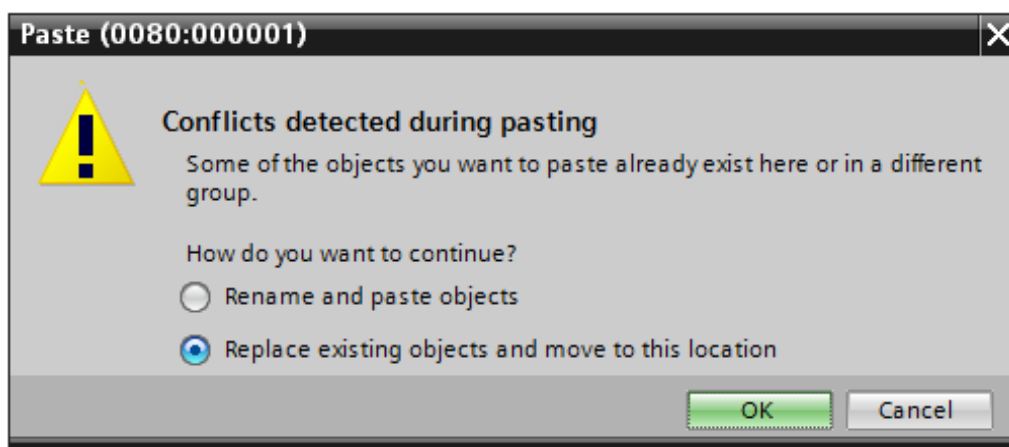 Paste (0080:000001)
Conflicts detected during pasting
Some of the objects you want to paste already exist here or in a different
group.
How do you want to continue?
Rename and paste objects
Replace existing objects and move to this location
OK Cancel